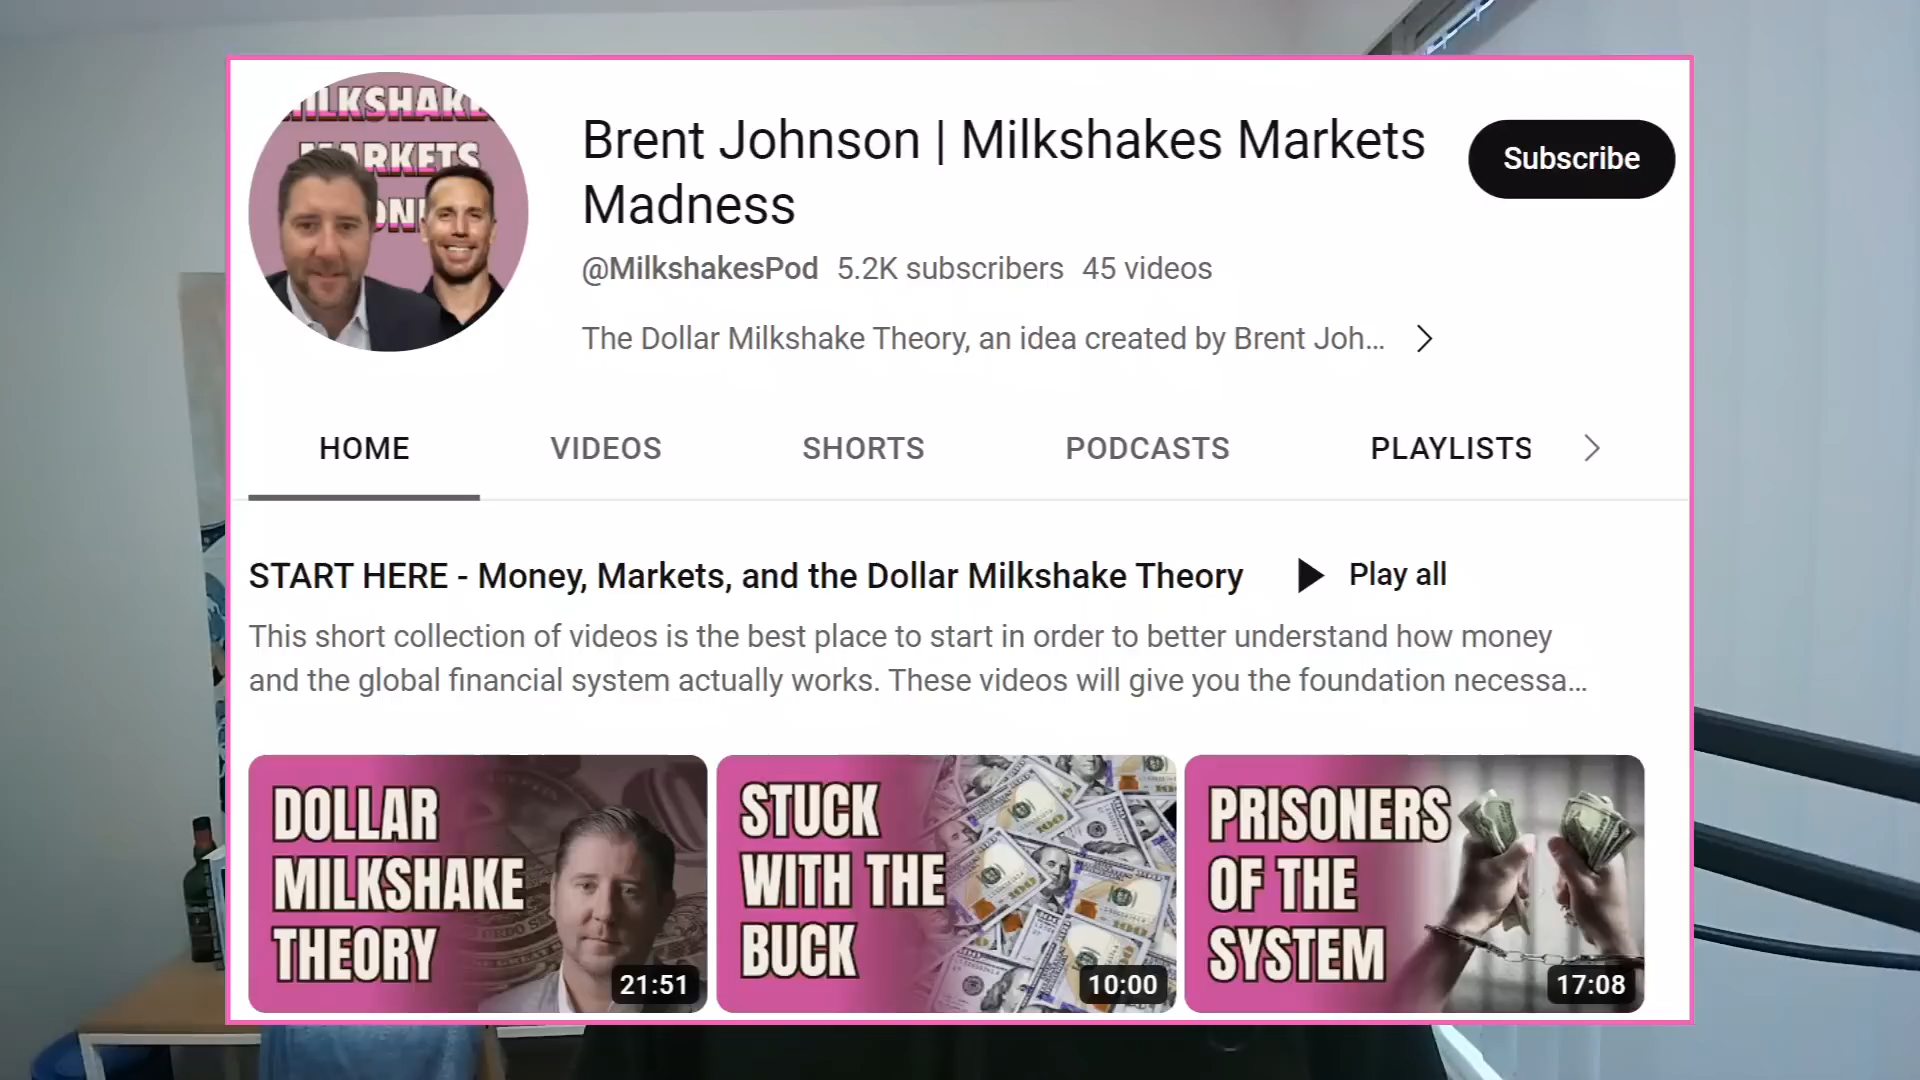 MILKSHAKE
MARKETS
Brent Johnson | Milkshakes Markets
Madness
Subscribe
@MilkshakesPod 5.2K subscribers 45 videos
The Dollar Milkshake Theory, an idea created by Brent Joh...
HOME VIDEOS SHORTS PODCASTS PLAYLISTS
START HERE - Money, Markets, and the Dollar Milkshake Theory Play all
This short collection of videos is the best place to start in order to better understand how money
and the global financial system actually works. These videos will give you the foundation necessa...
DOLLAR
MILKSHAKE
THEORY
21:51
STUCK
WITH THE
BUCK
10:00
PRISONERS
OF THE
SYSTEM
17:08